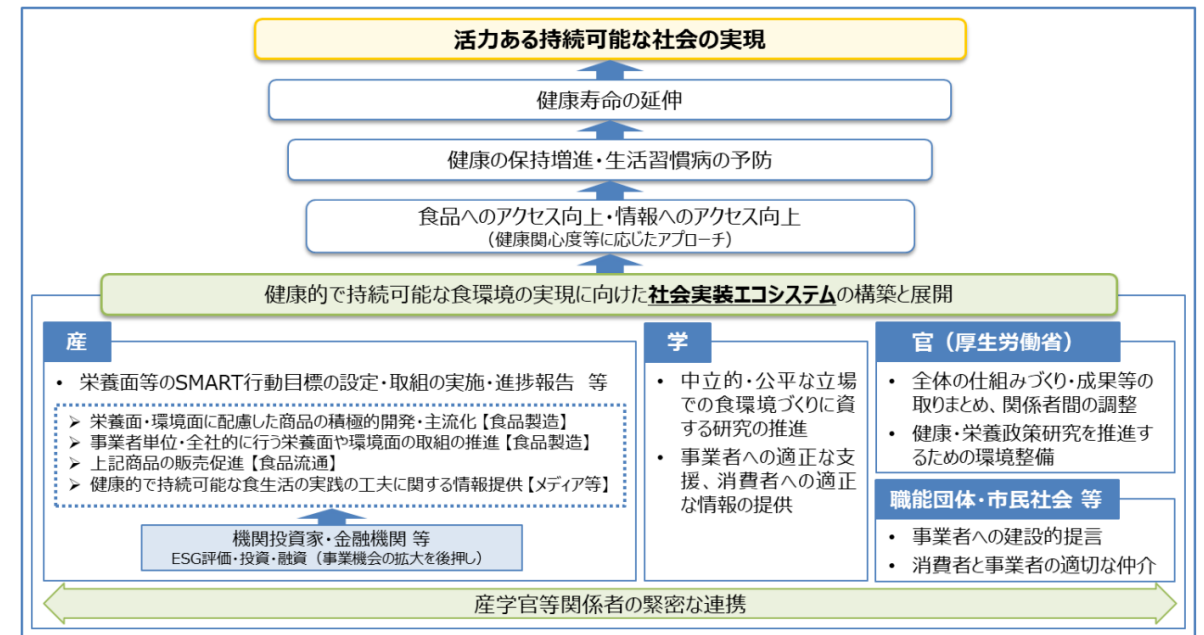 活力ある持続可能な社会の実現
健康寿命の延伸
健康の保持増進・生活習慣病の予防
食品へのアクセス向上・情報へのアクセス向上
（健康関心度等に応じたアプローチ）
健康的で持続可能な食環境の実現に向けた社会実装エコシステムの構築と展開
産
• 栄養面等のSMART行動目標の設定・取組の実施・進捗報告 等
➢ 栄養面・環境面に配慮した商品の積極的開発・主流化【食品製造】
➢ 事業者単位・全社的に行う栄養面や環境面の取組の推進【食品製造】
➢ 上記商品の販売促進【食品流通】
➢ 健康的で持続可能な食生活の実践の工夫に関する情報提供【メディア等】
機関投資家・金融機関 等
ESG評価・投資・融資（事業機会の拡大を後押し）
学
• 中立的・公平な立場
での食環境づくりに資
する研究の推進
• 事業者への適正な支
援、消費者への適正
な情報の提供
官（厚生労働省）
• 全体の仕組みづくり・成果等の
取りまとめ、関係者間の調整
• 健康・栄養政策研究を推進す
るための環境整備
職能団体・市民社会 等
• 事業者への建設的提言
• 消費者と事業者の適切な仲介
産学官等関係者の緊密な連携